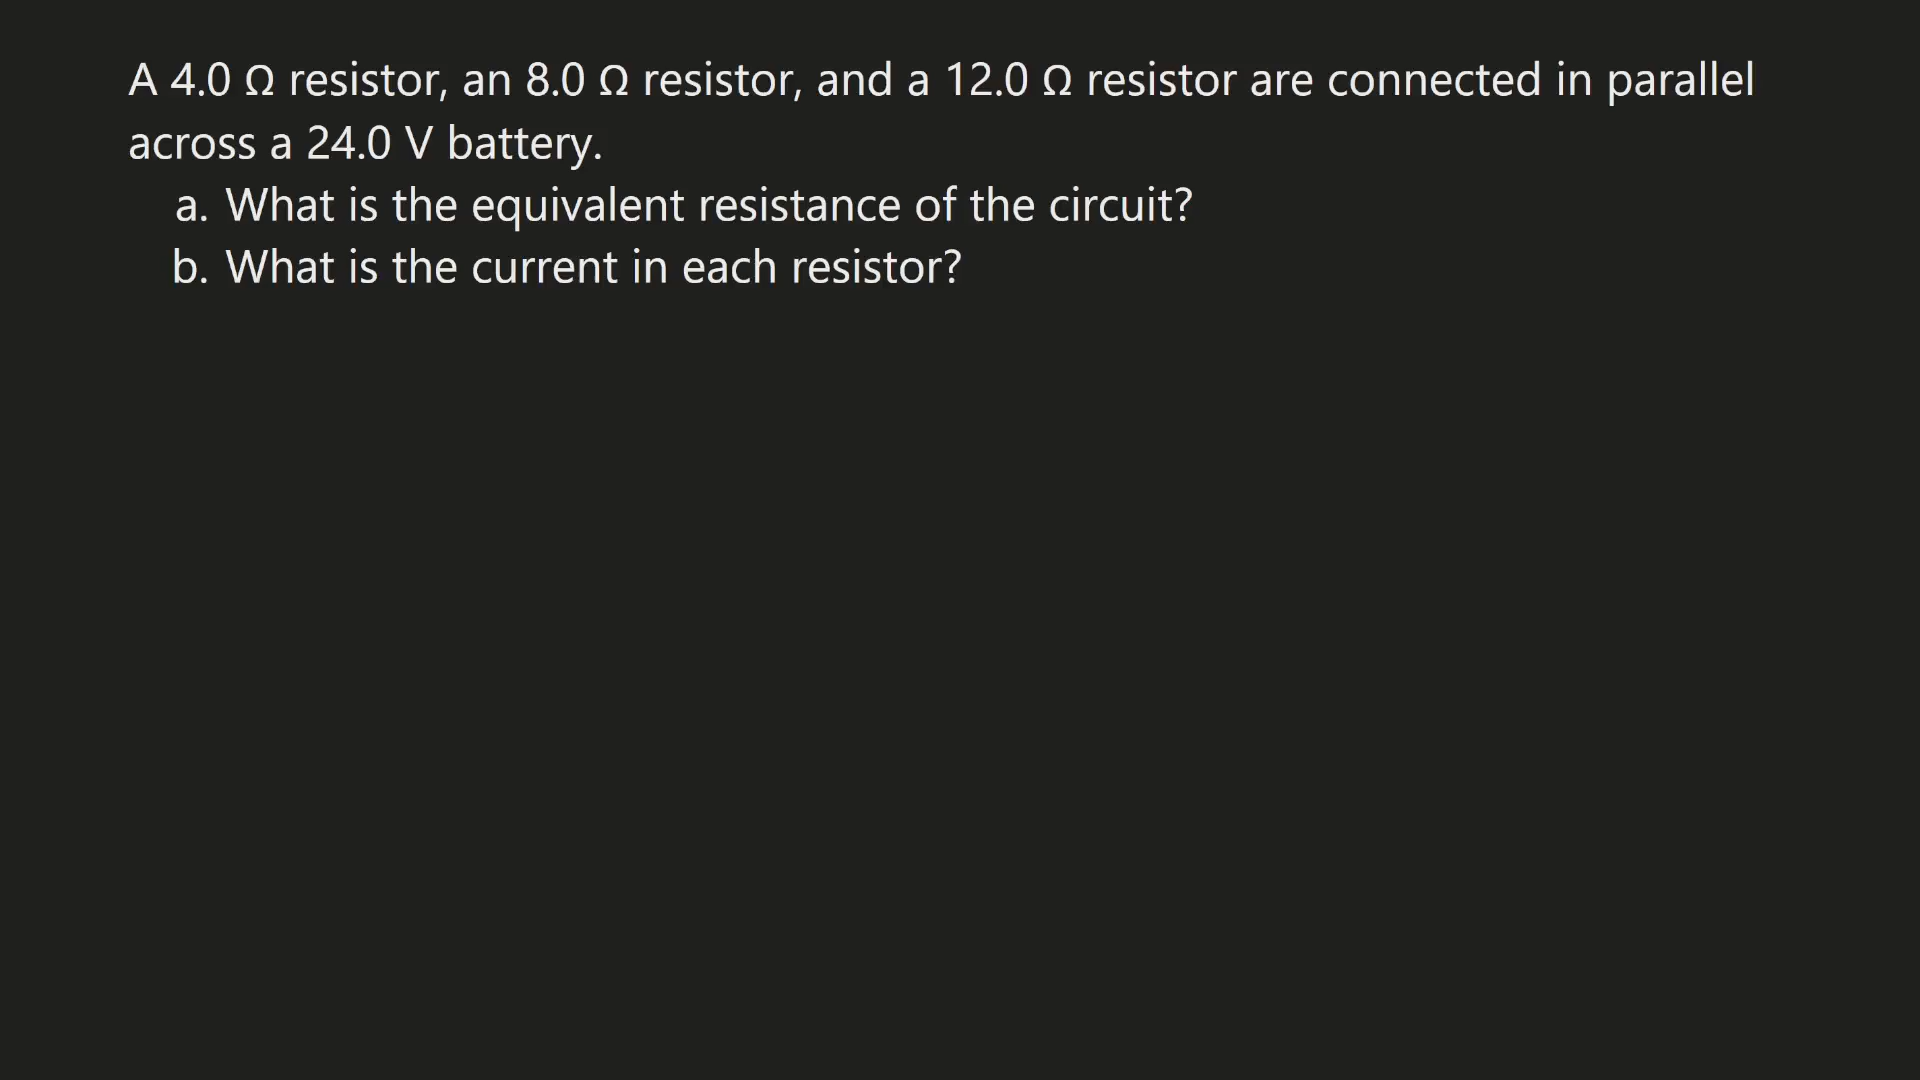 A 4.0 Ω resistor, an 8.0 Ω resistor, and a 12.0 Ω resistor are connected in parallel
across a 24.0 V battery.
a. What is the equivalent resistance of the circuit?
b. What is the current in each resistor?